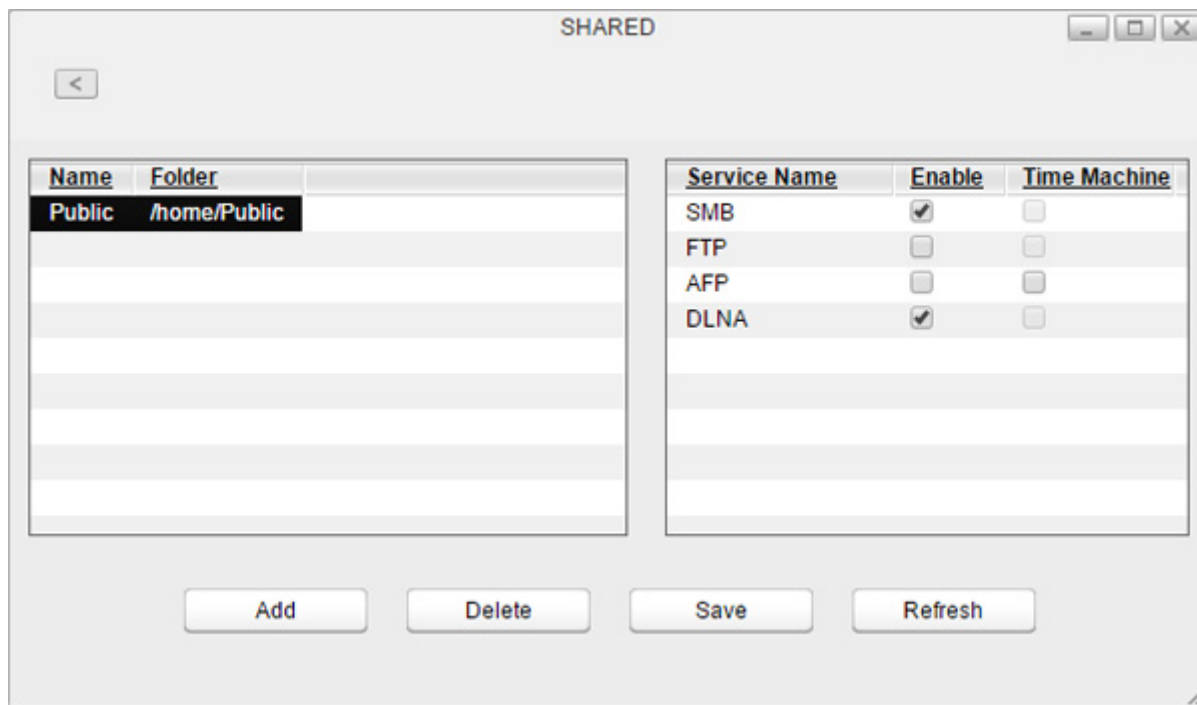 SHARED
<
Name Folder
Public /home/Public
Service Name Enable Time Machine
SMB
FTP
AFP
DLNA
Add Delete Save Refresh